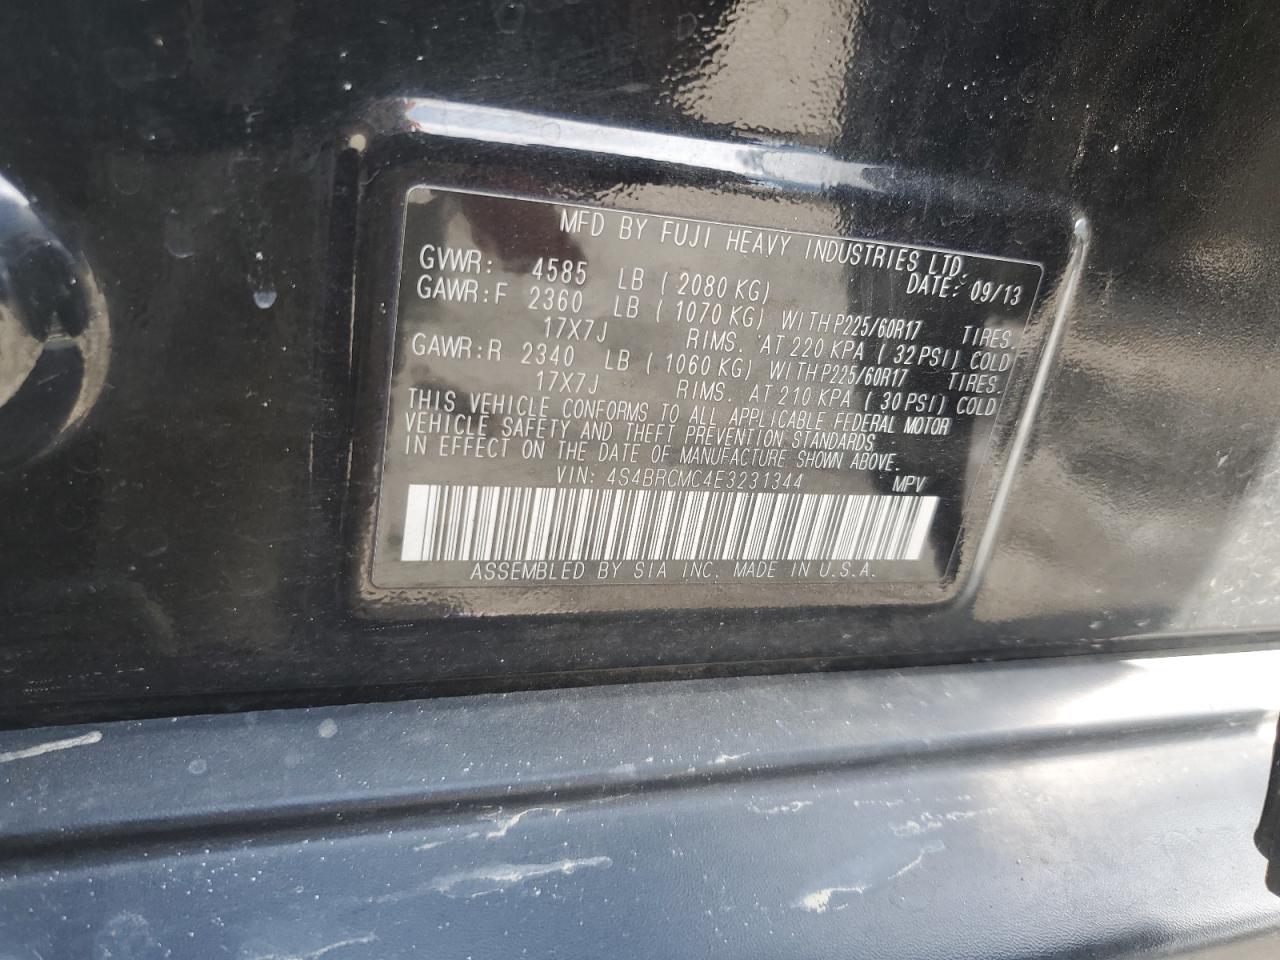 MFD BY FUJI HEAVY INDUSTRIES LTD.
GVWR: 4585 LB ( 2080 KG) DATE: 09/13
GAWR:F 2360 LB ( 1070 KG) WITH P225/60R17 TIRES.
17X7J RIMS. AT 220 KPA ( 32 PSI) COLD
GAWR:R 2340 LB ( 1060 KG) WITH P225/60R17 TIRES.
17X7J RIMS. AT 210 KPA ( 30 PSI) COLD
THIS VEHICLE CONFORMS TO ALL APPLICABLE FEDERAL MOTOR
VEHICLE SAFETY AND THEFT PREVENTION STANDARDS
IN EFFECT ON THE DATE OF MANUFACTURE SHOWN ABOVE.
VIN: 4S4BRCMC4E3231344 MPV
ASSEMBLED BY SIA INC. MADE IN U.S.A.